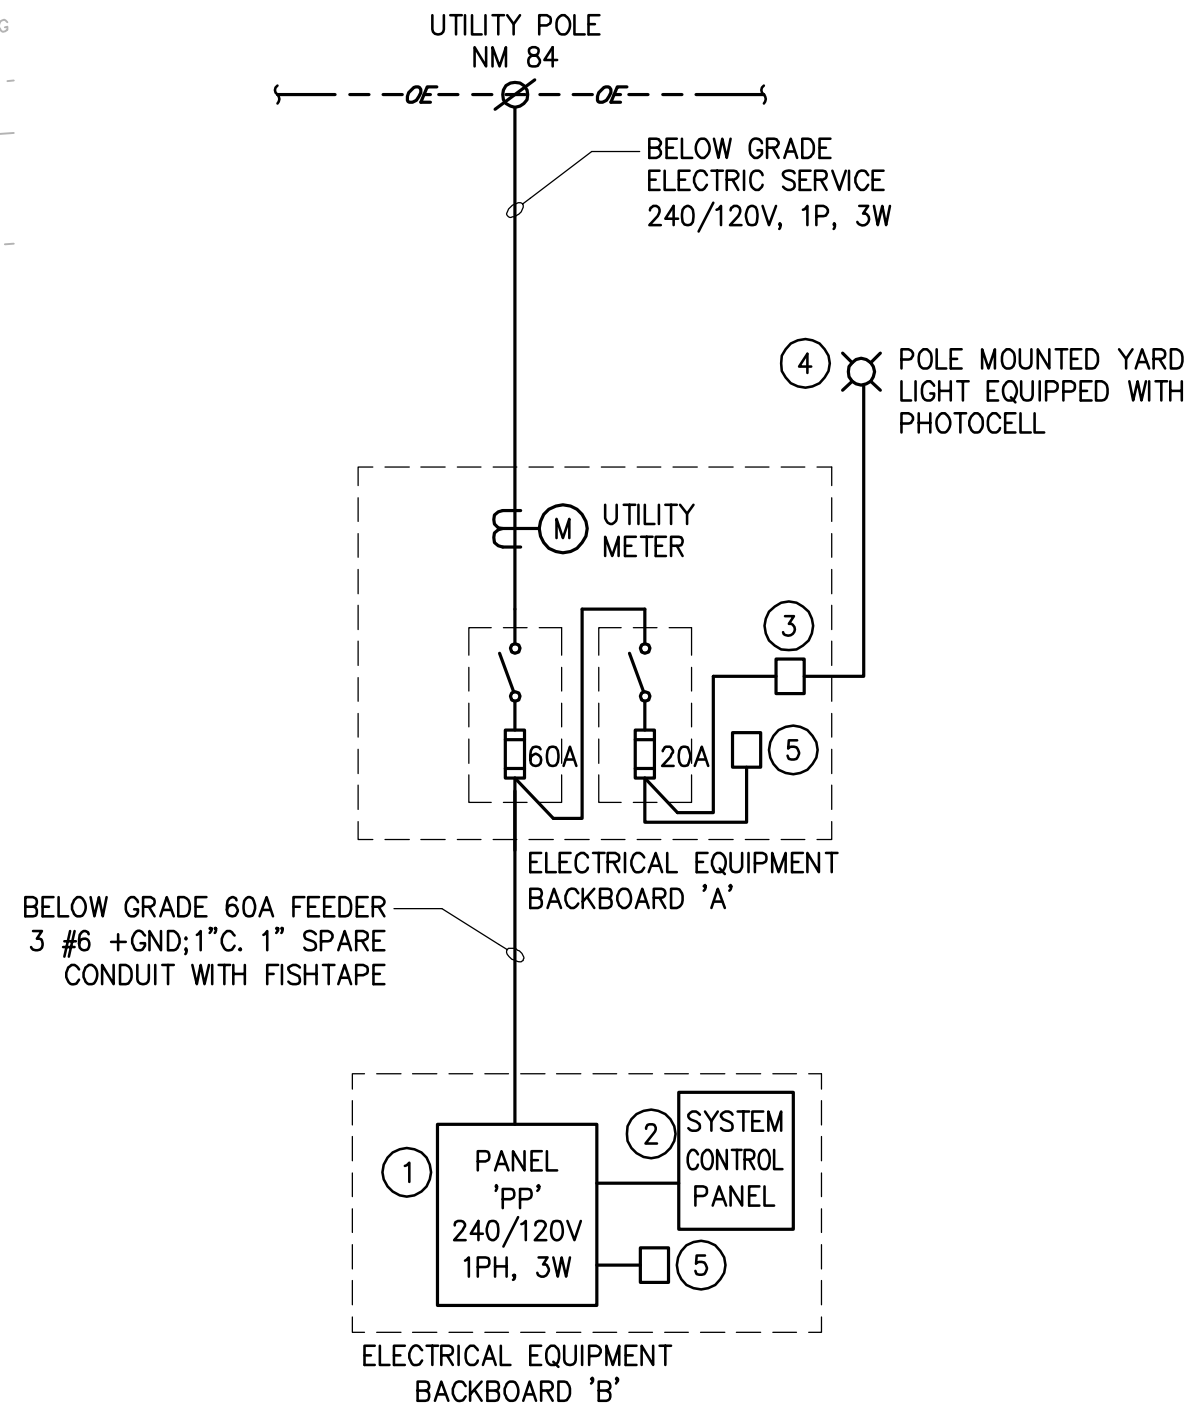 G
UTILITY POLE
NM 84
OE
OE
BELOW GRADE
ELECTRIC SERVICE
240/120V, 1P, 3W
4
POLE MOUNTED YARD
LIGHT EQUIPPED WITH
PHOTOCELL
M
UTILITY
METER
3
60A
20A
5
ELECTRICAL EQUIPMENT
BACKBOARD 'A'
BELOW GRADE 60A FEEDER
3 #6 +GND;1"C. 1" SPARE
CONDUIT WITH FISHTAPE
1
PANEL
'PP'
240/120V
1PH, 3W
2
SYSTEM
CONTROL
PANEL
5
ELECTRICAL EQUIPMENT
BACKBOARD 'B'